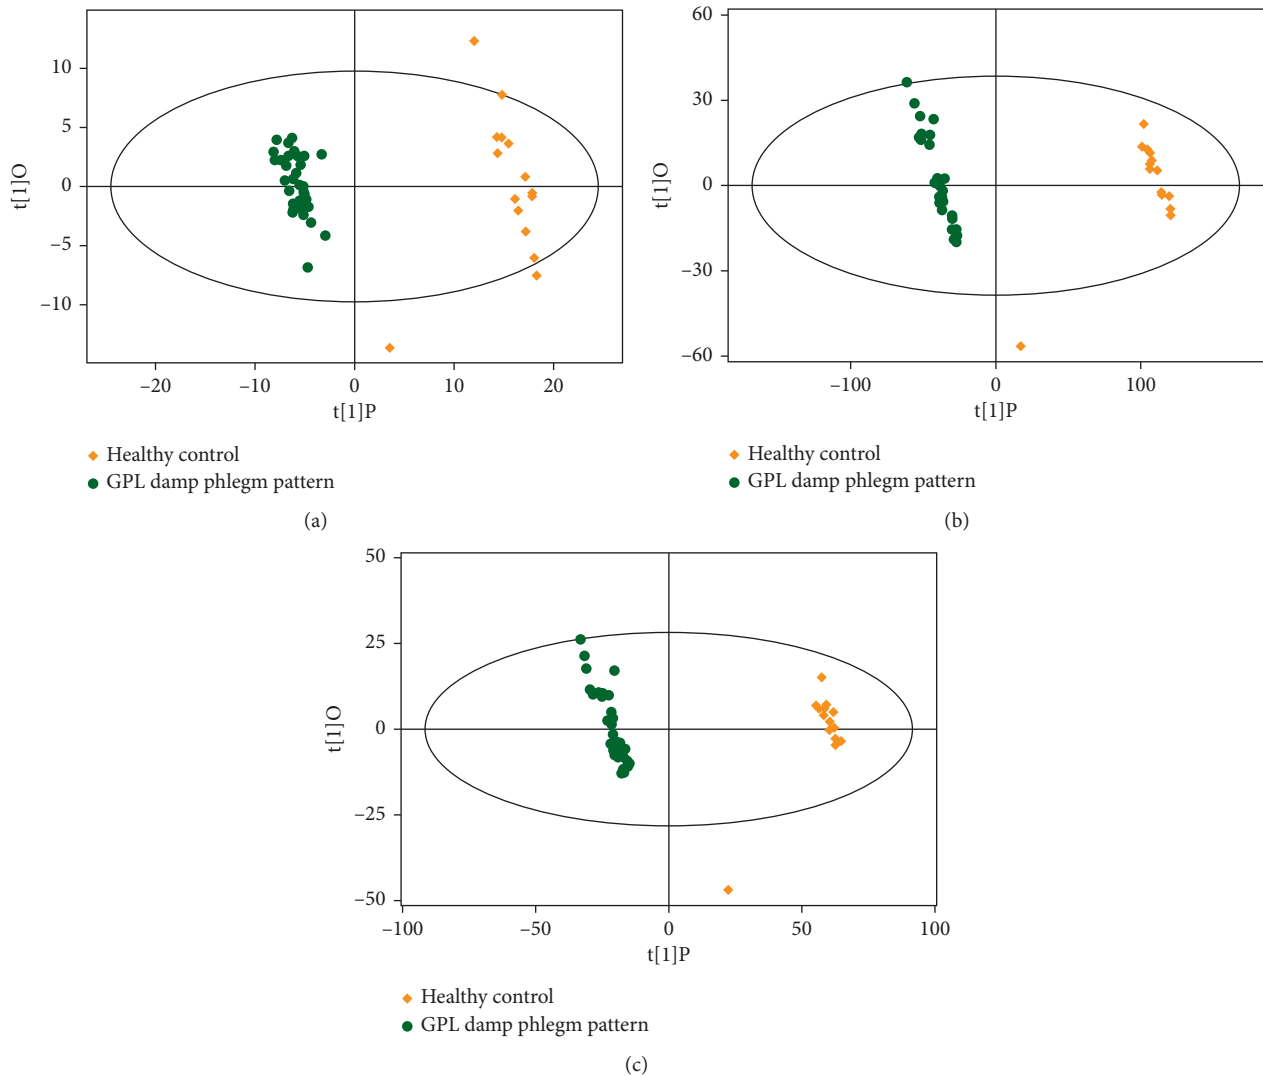 10
5
0
−5
−10
t[1]O
−20 −10 0 10 20
t[1]P
Healthy control
GPL damp phlegm pattern
(a)
60
30
0
−30
−60
t[1]O
−100 0 100
t[1]P
Healthy control
GPL damp phlegm pattern
(b)
50
25
0
−25
−50
t[1]O
−100 −50 0 50 100
t[1]P
Healthy control
GPL damp phlegm pattern
(c)